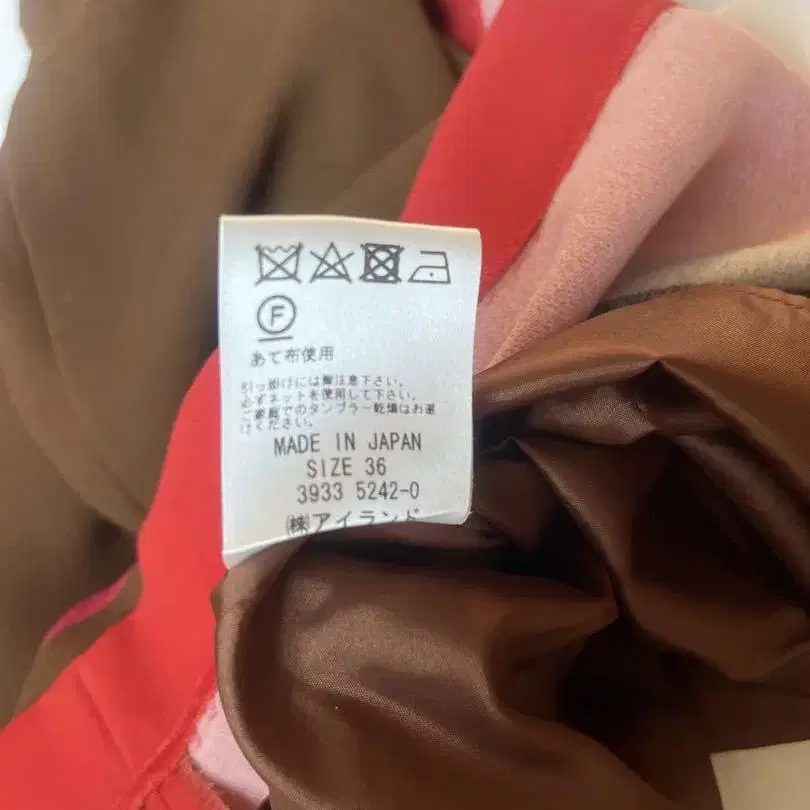 F
あて布使用
引っ掛けには御注意下さい。
必ずネットを使用して下さい。
ご家庭でのタンブラー乾燥はお避
けください。
MADE IN JAPAN
SIZE 36
3933 5242-0
㈱アイランド